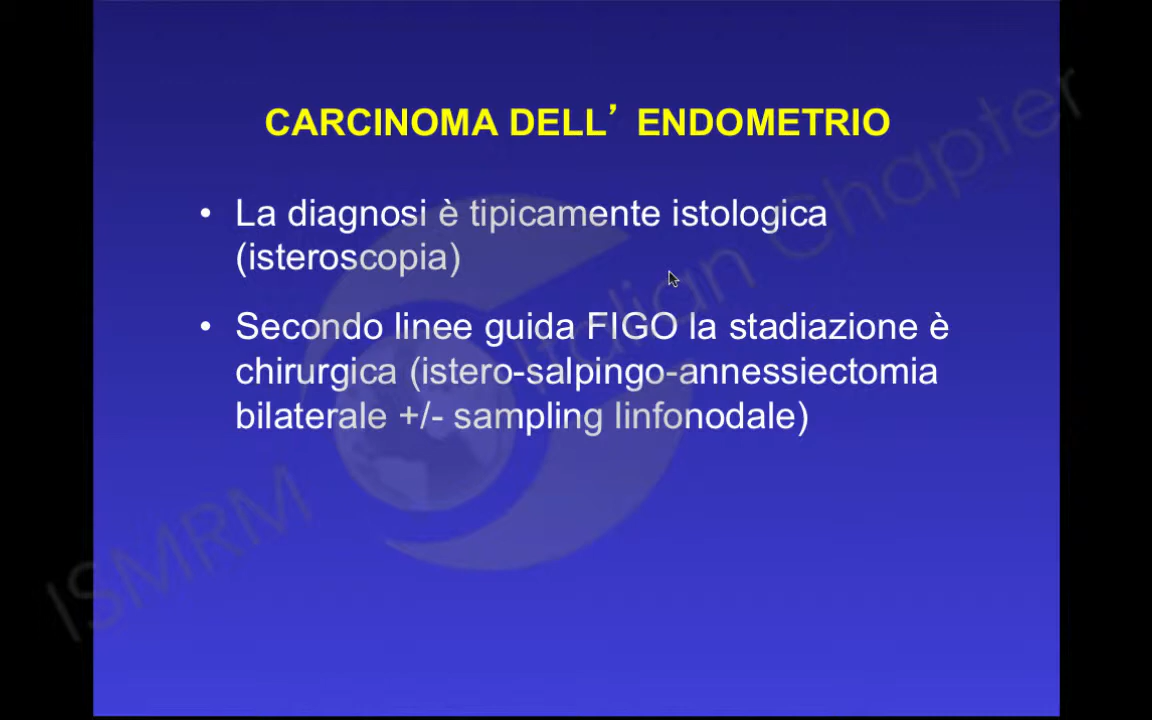 CARCINOMA DELL’ ENDOMETRIO
• La diagnosi è tipicamente istologica
(isteroscopia)
• Secondo linee guida FIGO la stadiazione è
chirurgica (istero-salpingo-annessiectomia
bilaterale +/- sampling linfonodale)
ISMRM Italian Chapter